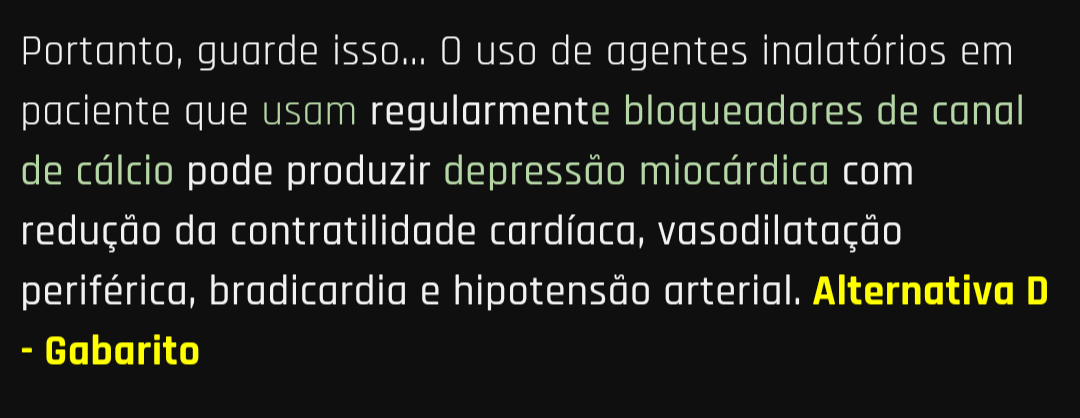 Portanto, guarde isso... O uso de agentes inalatórios em
paciente que usam regularmente bloqueadores de canal
de cálcio pode produzir depressão miocárdica com
redução da contratilidade cardíaca, vasodilatação
periférica, bradicardia e hipotensão arterial. Alternativa D
- Gabarito